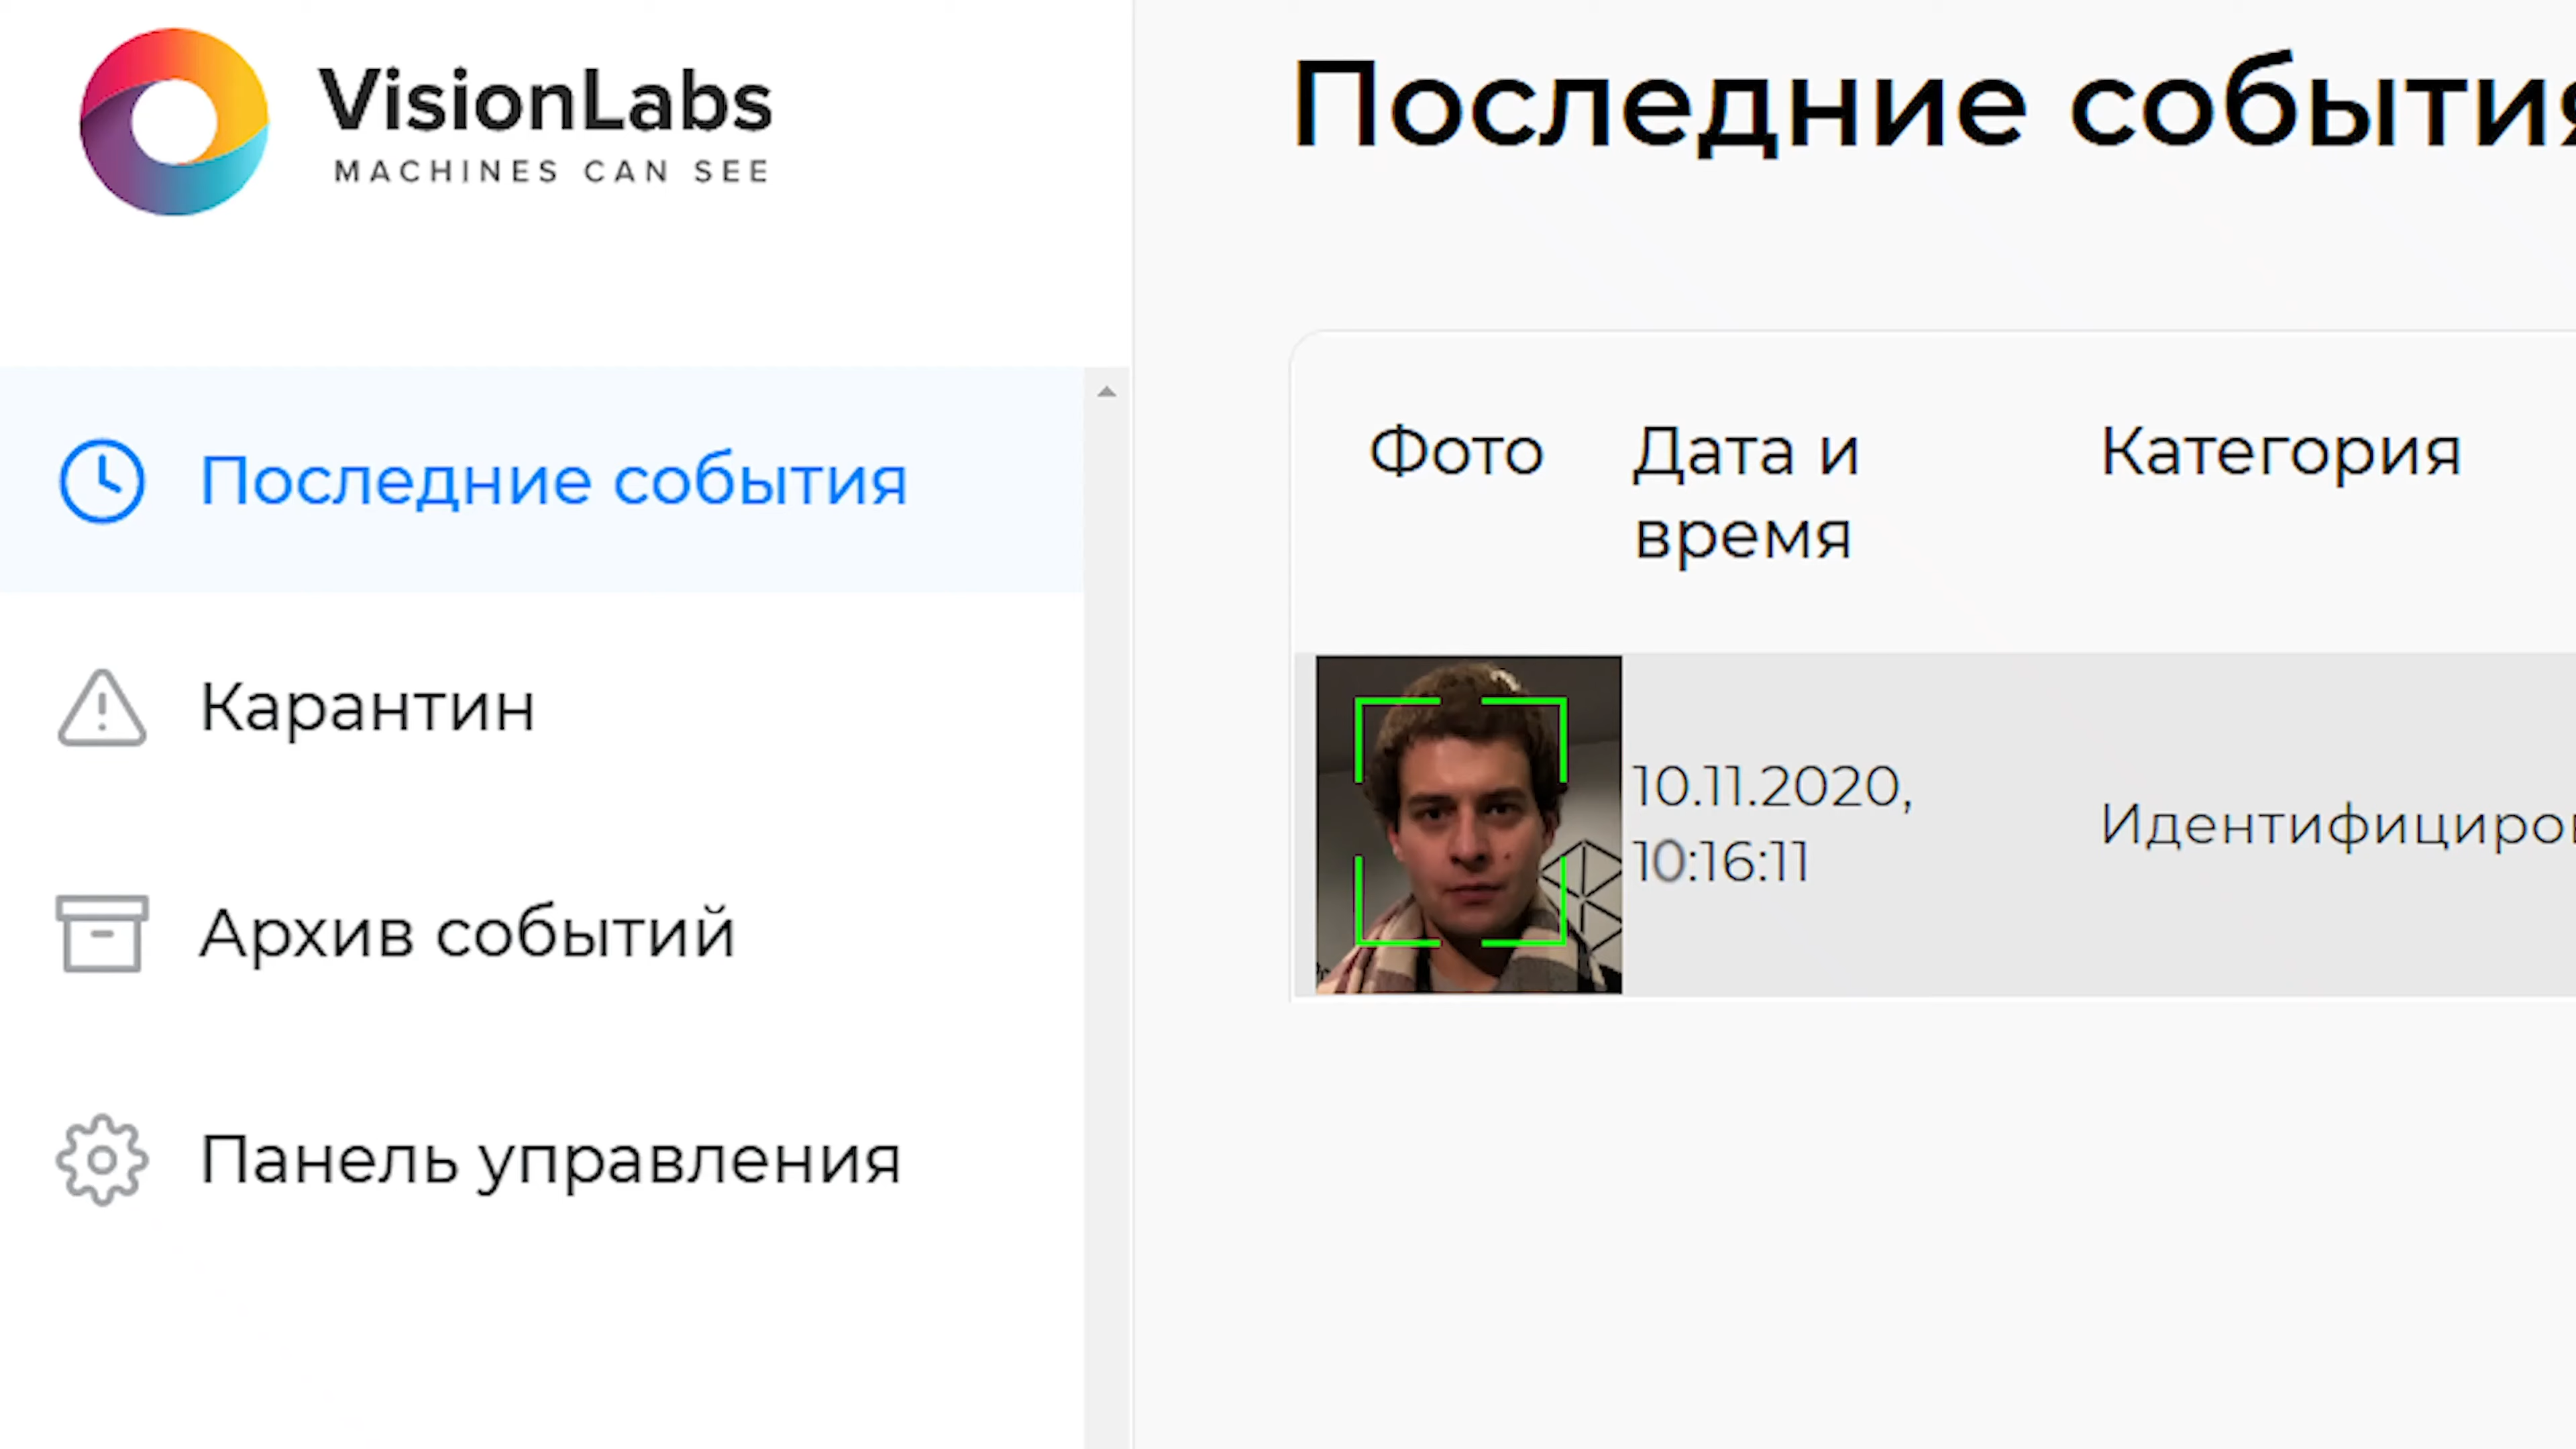 VisionLabs
MACHINES CAN SEE
Последние события
Карантин
Архив событий
Панель управления
Последние события
Фото
Дата и
время
Категория
10.11.2020,
10:16:11